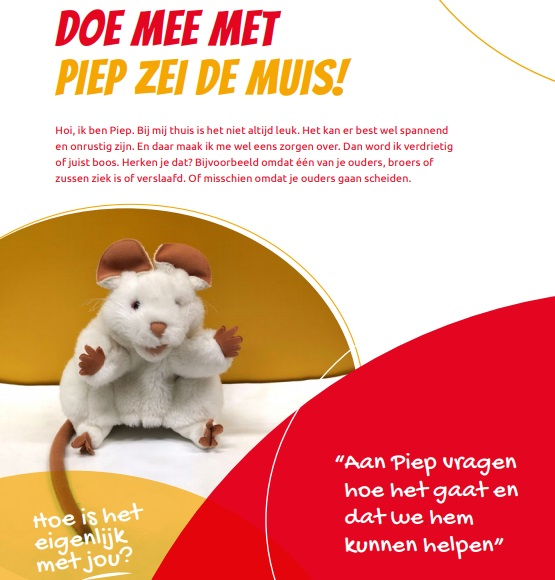 DOE MEE MET
PIEP ZEI DE MUIS!
Hoi, ik ben Piep. Bij mij thuis is het niet altijd leuk. Het kan er best wel spannend
en onrustig zijn. En daar maak ik me wel eens zorgen over. Dan word ik verdrietig
of juist boos. Herken je dat? Bijvoorbeeld omdat één van je ouders, broers of
zussen ziek is of verslaafd. Of misschien omdat je ouders gaan scheiden.
“Aan Piep vragen
hoe het gaat en
dat we hem
kunnen helpen”
Hoe is het
eigenlijk
met jou?